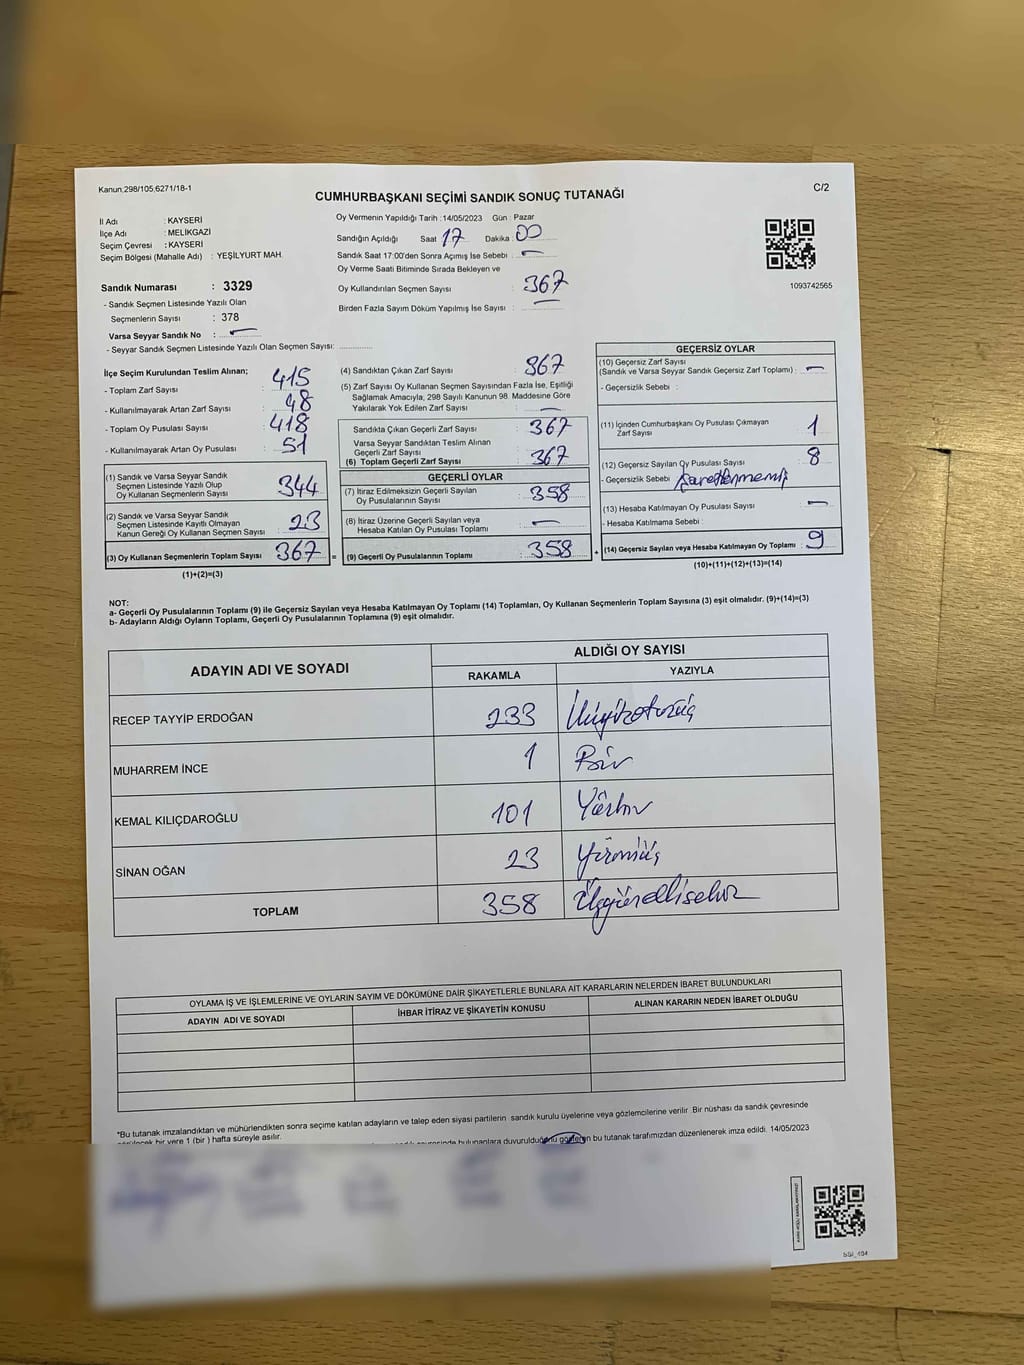 Kanun;298/105,6271/18-1
CUMHURBAŞKANI SEÇİMİ SANDIK SONUÇ TUTANAĞI
C/2
İl Adı : KAYSERİ
İlçe Adı : MELİKGAZİ
Seçim Çevresi : KAYSERİ
Seçim Bölgesi (Mahalle Adı) : YEŞİLYURT MAH.
Oy Vermenin Yapıldığı Tarih :14/05/2023 Gün : Pazar
Sandığın Açıldığı Saat 17 Dakika : 00
Sandık Saat 17:00'den Sonra Açımış İse Sebebi : -
Oy Verme Saati Bitiminde Sırada Bekleyen ve
Oy Kullandırılan Seçmen Sayısı : 367
Birden Fazla Sayım Döküm Yapılmış İse Sayısı : -
1093742565
Sandık Numarası : 3329
- Sandık Seçmen Listesinde Yazılı Olan
Seçmenlerin Sayısı : 378
Varsa Seyyar Sandık No : -
- Seyyar Sandık Seçmen Listesinde Yazılı Olan Seçmen Sayısı: ............
İlçe Seçim Kurulundan Teslim Alınan;
- Toplam Zarf Sayısı : 415
- Kullanılmayarak Artan Zarf Sayısı : 48
- Toplam Oy Pusulası Sayısı : 418
- Kullanılmayarak Artan Oy Pusulası : 51
(1) Sandık ve Varsa Seyyar Sandık
Seçmen Listesinde Yazılı Olup
Oy Kullanan Seçmenlerin Sayısı : 344
(2) Sandık ve Varsa Seyyar Sandık
Seçmen Listesinde Kayıtlı Olmayan
Kanun Gereği Oy Kullanan Seçmen Sayısı : 23
(3) Oy Kullanan Seçmenlerin Toplam Sayısı : 367
(1)+(2)=(3)
(4) Sandıktan Çıkan Zarf Sayısı : 367
(5) Zarf Sayısı Oy Kullanan Seçmen Sayısından Fazla İse, Eşitliği
Sağlamak Amacıyla, 298 Sayılı Kanunun 98. Maddesine Göre
Yakılarak Yok Edilen Zarf Sayısı : -
Sandıkta Çıkan Geçerli Zarf Sayısı : 367
Varsa Seyyar Sandıktan Teslim Alınan
Geçerli Zarf Sayısı
(6) Toplam Geçerli Zarf Sayısı : 367
GEÇERLİ OYLAR
(7) İtiraz Edilmeksizin Geçerli Sayılan
Oy Pusulalarının Sayısı : 358
(8) İtiraz Üzerine Geçerli Sayılan veya
Hesaba Katılan Oy Pusulası Toplamı : -
= (9) Geçerli Oy Pusulalarının Toplamı : 358 +
GEÇERSİZ OYLAR
(10) Geçersiz Zarf Sayısı
(Sandık ve Varsa Seyyar Sandık Geçersiz Zarf Toplamı) : -
- Geçersizlik Sebebi :
(11) İçinden Cumhurbaşkanı Oy Pusulası Çıkmayan
Zarf Sayısı : 1
(12) Geçersiz Sayılan Oy Pusulası Sayısı : 8
- Geçersizlik Sebebi : İşaretlenmemiş
(13) Hesaba Katılmayan Oy Pusulası Sayısı : -
- Hesaba Katılmama Sebebi :
(14) Geçersiz Sayılan veya Hesaba Katılmayan Oy Toplamı : 9
(10)+(11)+(12)+(13)=(14)
NOT:
a- Geçerli Oy Pusulalarının Toplamı (9) ile Geçersiz Sayılan veya Hesaba Katılmayan Oy Toplamı (14) Toplamları, Oy Kullanan Seçmenlerin Toplam Sayısına (3) eşit olmalıdır. (9)+(14)=(3)
b- Adayların Aldığı Oyların Toplamı, Geçerli Oy Pusulalarının Toplamına (9) eşit olmalıdır.
ADAYIN ADI VE SOYADI
ALDIĞI OY SAYISI
RAKAMLA YAZIYLA
RECEP TAYYİP ERDOĞAN 233 İkiyüzotuzüç
MUHARREM İNCE 1 Bir
KEMAL KILIÇDAROĞLU 101 Yüzbir
SİNAN OĞAN 23 Yirmiüç
TOPLAM 358 Üçyüzellisekiz
OYLAMA İŞ VE İŞLEMLERİNE VE OYLARIN SAYIM VE DÖKÜMÜNE DAİR ŞİKAYETLERLE BUNLARA AİT KARARLARIN NELERDEN İBARET BULUNDUKLARI
ADAYIN ADI VE SOYADI İHBAR İTİRAZ VE ŞİKAYETİN KONUSU ALINAN KARARIN NEDEN İBARET OLDUĞU
*Bu tutanak imzalandıktan ve mühürlendikten sonra seçime katılan adayların ve talep eden siyasi partilerin sandık kurulu üyelerine veya gözlemcilerine verilir. Bir nüshası da sandık çevresinde
bir yere 1 (bir ) hafta süreyle asılır.
bulunanlara duyurulduğunu gösteren bu tutanak tarafımızdan düzenlenerek imza edildi. 14/05/2023